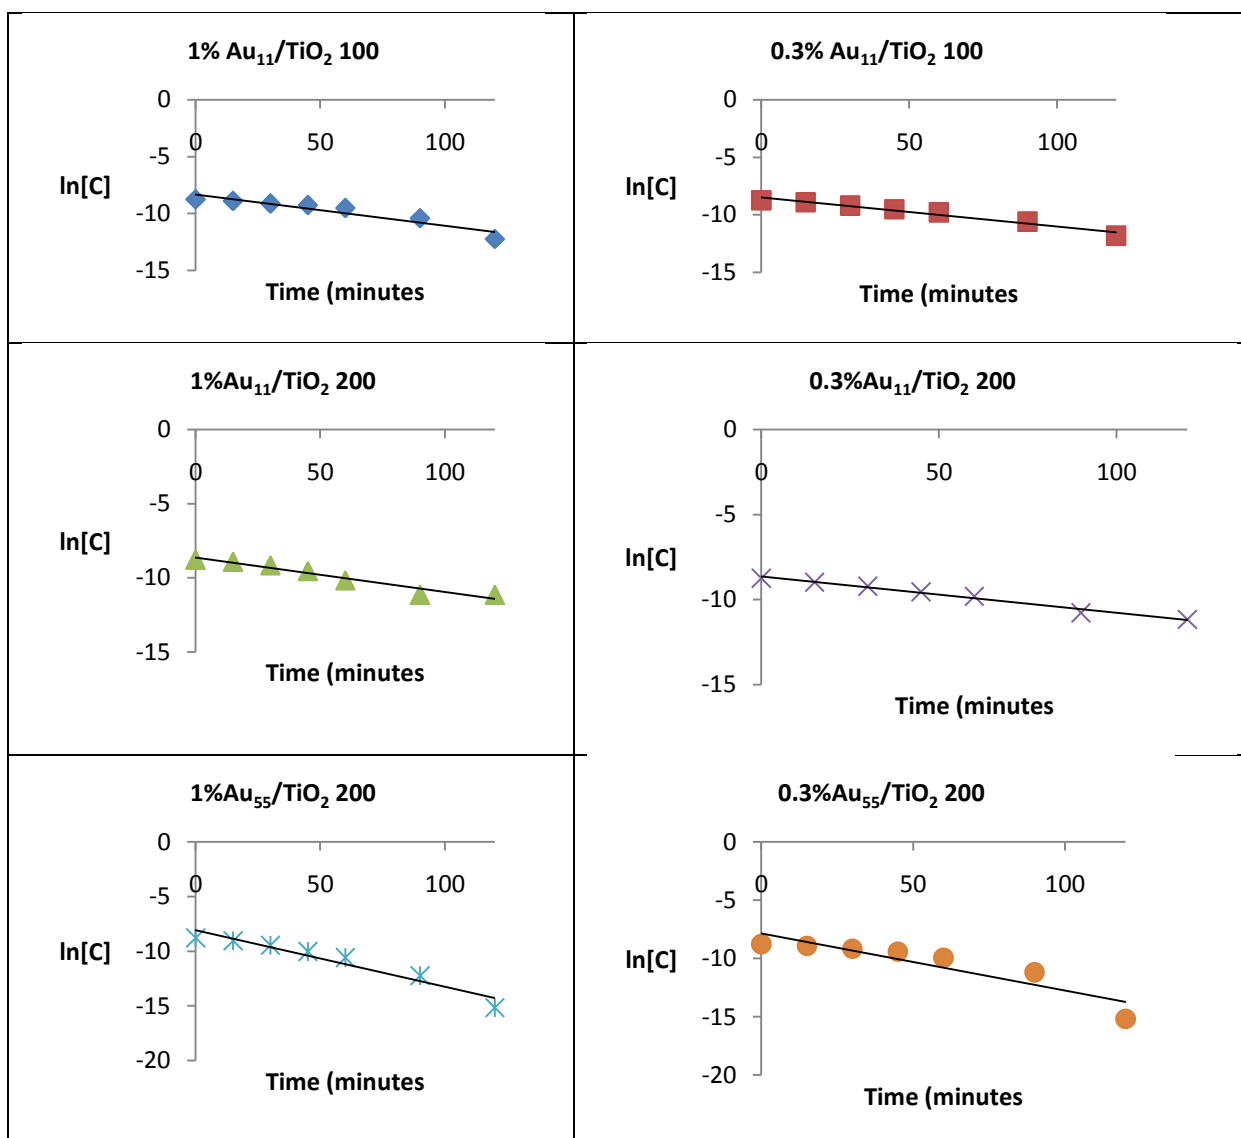 1% Au₁₁/TiO₂ 100
0
0 50 100
-5
ln[C]
-10
-15
Time (minutes
0.3% Au₁₁/TiO₂ 100
0
0 50 100
-5
ln[C]
-10
-15
Time (minutes
1%Au₁₁/TiO₂ 200
0
0 50 100
-5
ln[C]
-10
-15
Time (minutes
0.3%Au₁₁/TiO₂ 200
0
0 50 100
-5
ln[C]
-10
-15
Time (minutes
1%Au₅₅/TiO₂ 200
0
0 50 100
-5
ln[C]
-10
-15
-20
Time (minutes
0.3%Au₅₅/TiO₂ 200
0
0 50 100
-5
ln[C]
-10
-15
-20
Time (minutes